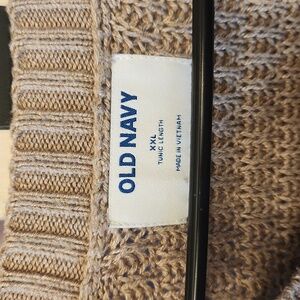 OLD NAVY
XXL
TUNIC LENGTH
MADE IN VIETNAM